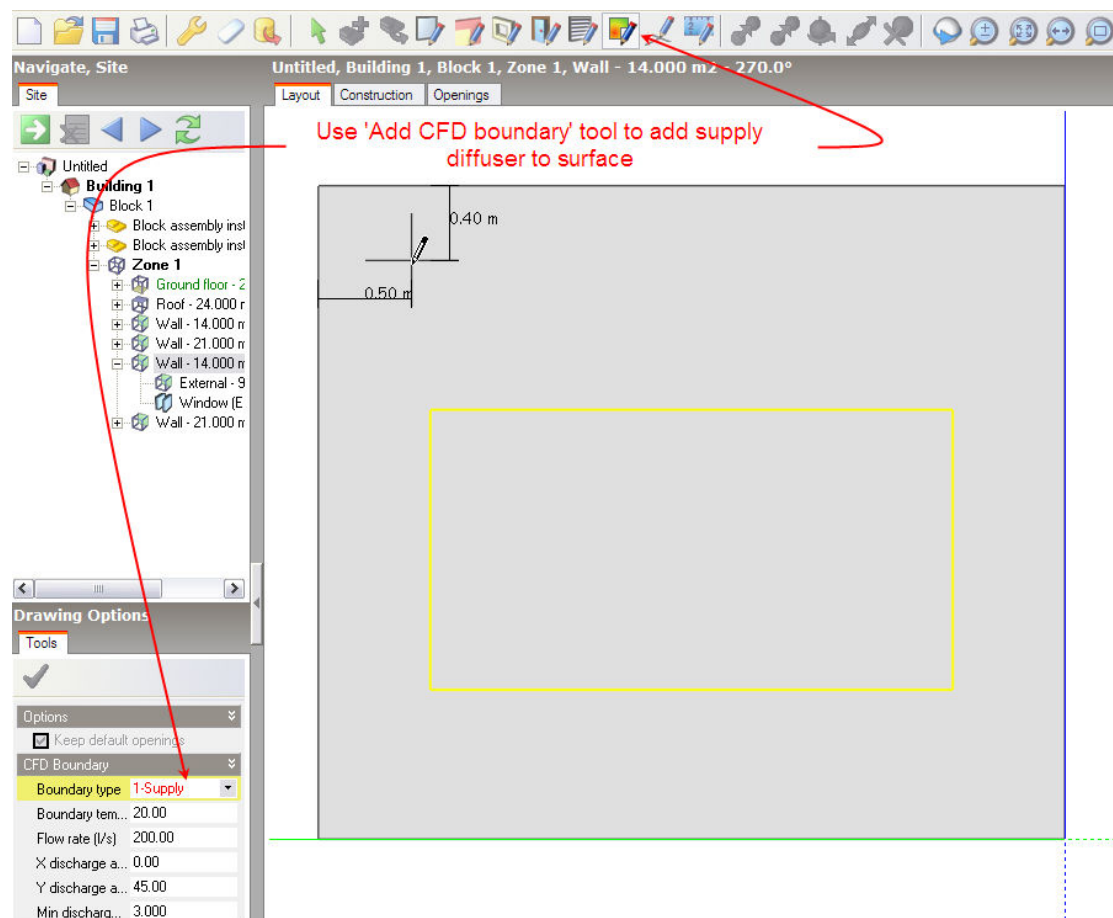 Navigate, Site
Untitled, Building 1, Block 1, Zone 1, Wall - 14.000 m2 - 270.0°
Site
Layout
Construction
Openings
Use 'Add CFD boundary' tool to add supply
diffuser to surface
Untitled
Building 1
Block 1
Block assembly inst
Block assembly inst
Zone 1
Ground floor - 2
Roof - 24.000 r
Wall - 14.000 m
Wall - 21.000 m
Wall - 14.000 m
External - 9
Window (E
Wall - 21.000 m
0.40 m
0.50 m
Drawing Options
Tools
Options
Keep default openings
CFD Boundary
Boundary type 1-Supply
Boundary tem... 20.00
Flow rate (l/s) 200.00
X discharge a... 0.00
Y discharge a... 45.00
Min discharg... 3.000